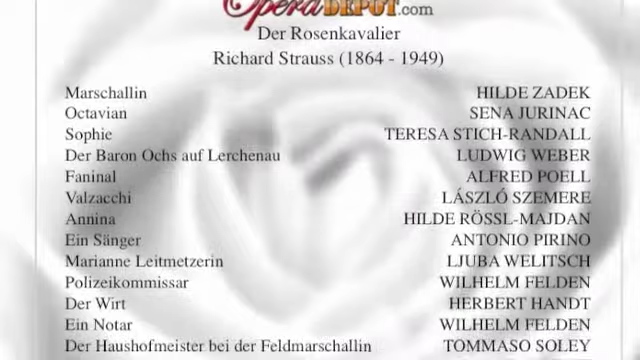 OperaDEPOT.com
Der Rosenkavalier
Richard Strauss (1864 - 1949)
Marschallin HILDE ZADEK
Octavian SENA JURINAC
Sophie TERESA STICH-RANDALL
Der Baron Ochs auf Lerchenau LUDWIG WEBER
Faninal ALFRED POELL
Valzacchi LÁSZLÓ SZEMERE
Annina HILDE RÖSSL-MAJDAN
Ein Sänger ANTONIO PIRINO
Marianne Leitmetzerin LJUBA WELITSCH
Polizeikommissar WILHELM FELDEN
Der Wirt HERBERT HANDT
Ein Notar WILHELM FELDEN
Der Haushofmeister bei der Feldmarschallin TOMMASO SOLEY